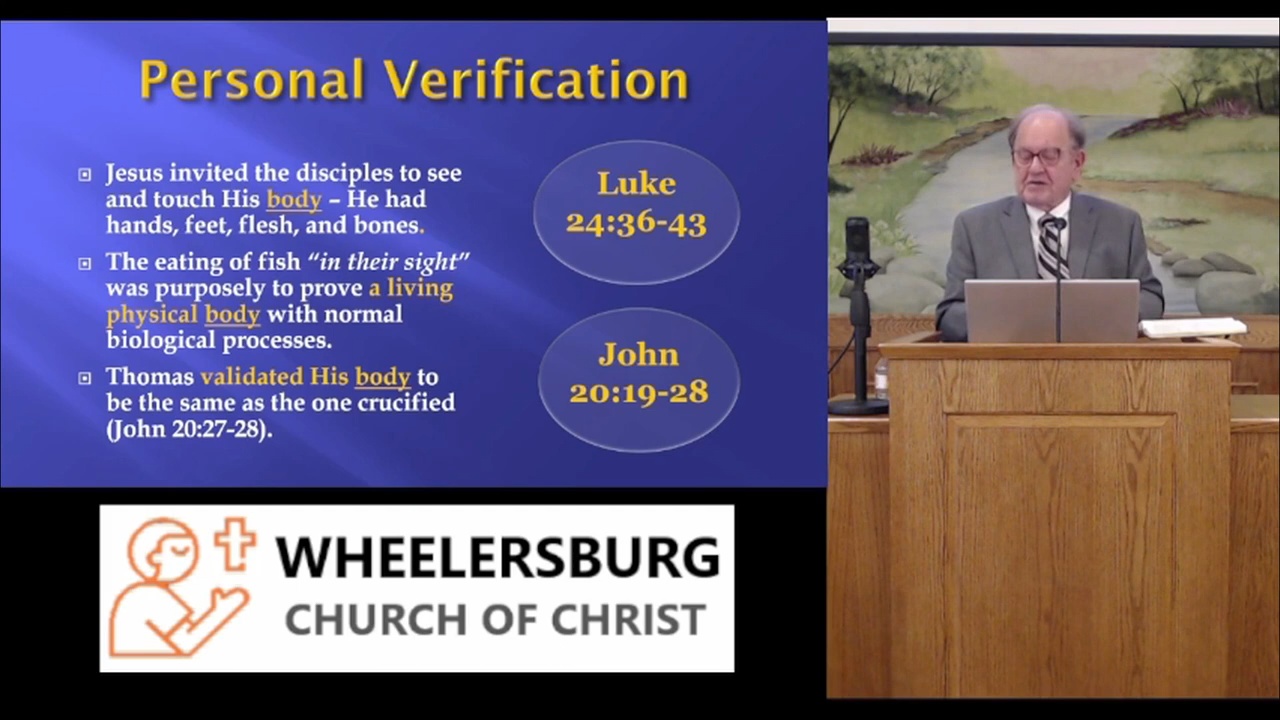 Personal Verification
Jesus invited the disciples to see
and touch His body – He had
hands, feet, flesh, and bones.
The eating of fish “in their sight”
was purposely to prove a living
physical body with normal
biological processes.
Thomas validated His body to
be the same as the one crucified
(John 20:27-28).
Luke
24:36-43
John
20:19-28
WHEELERSBURG
CHURCH OF CHRIST